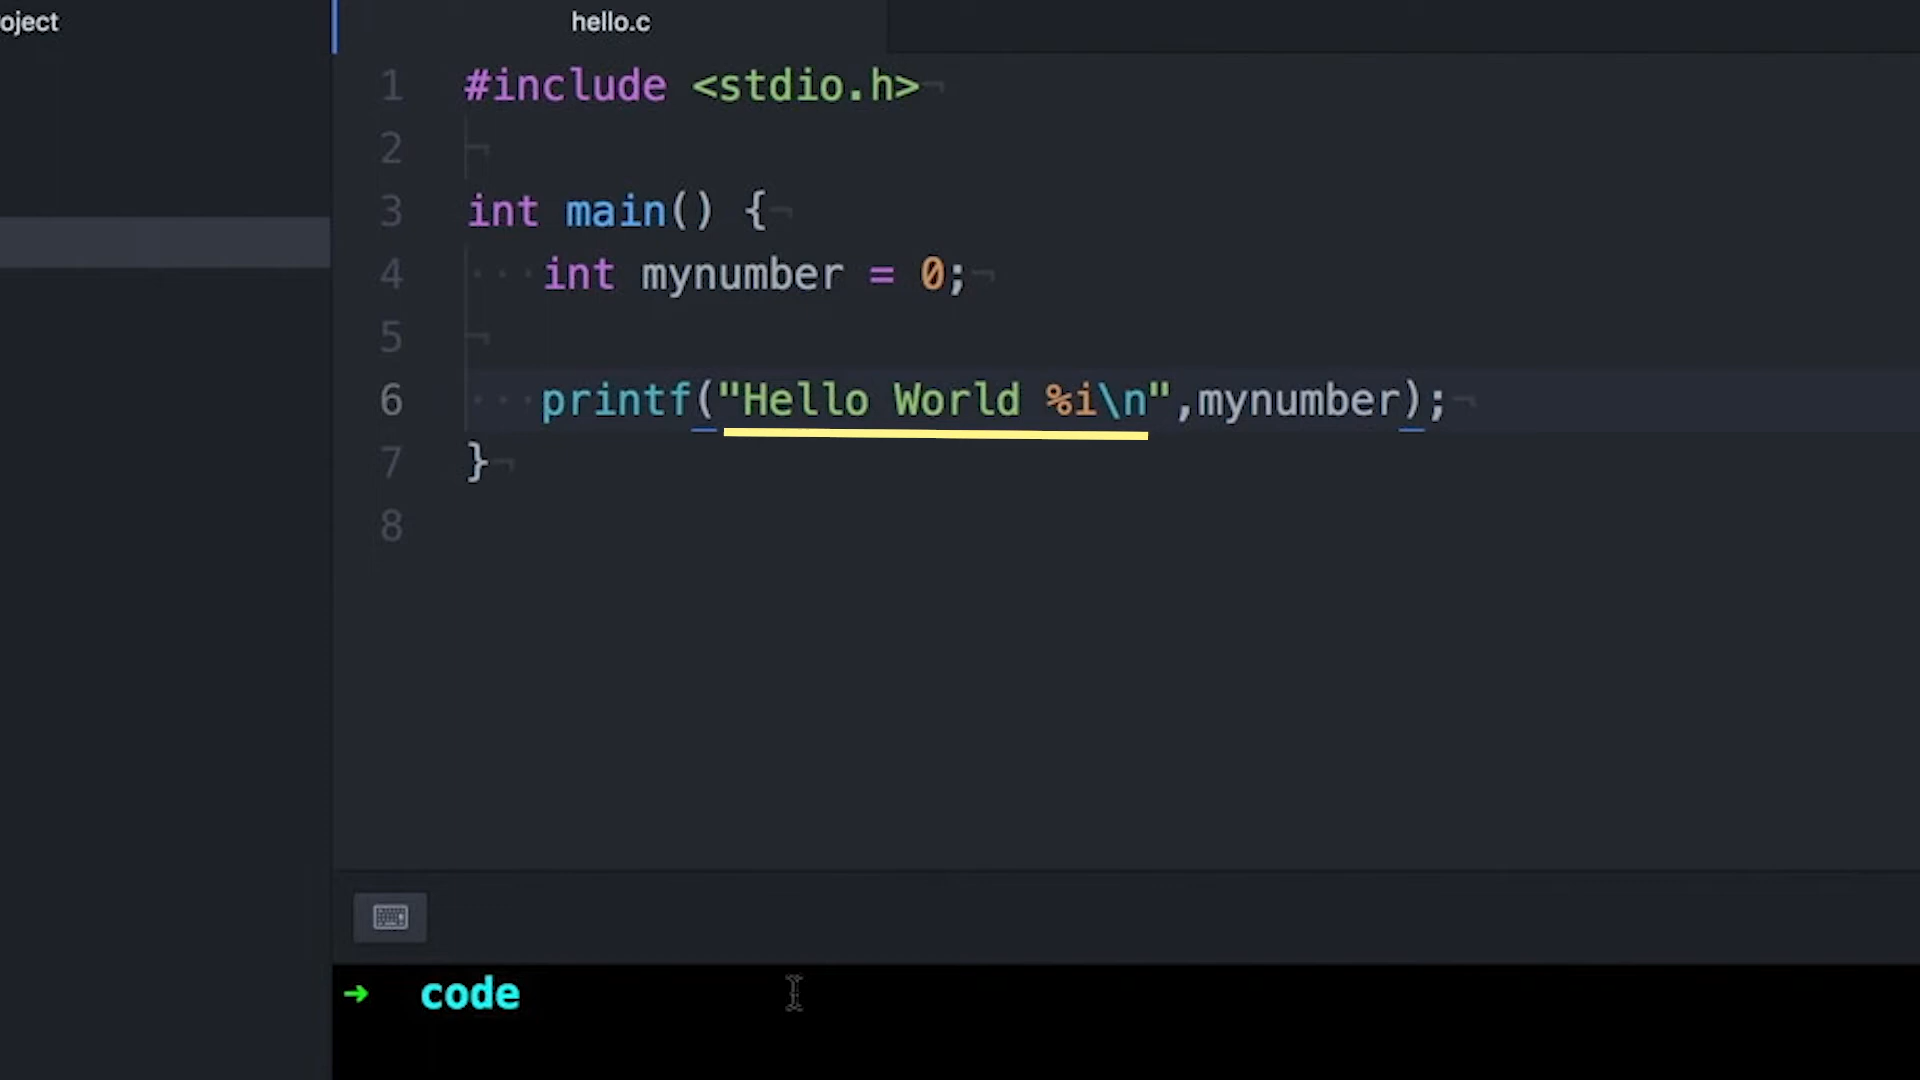 oject
hello.c
1 #include <stdio.h>
2
3 int main() {
4 int mynumber = 0;
5
6 printf("Hello World %i\n",mynumber);
7 }
8
➜ code